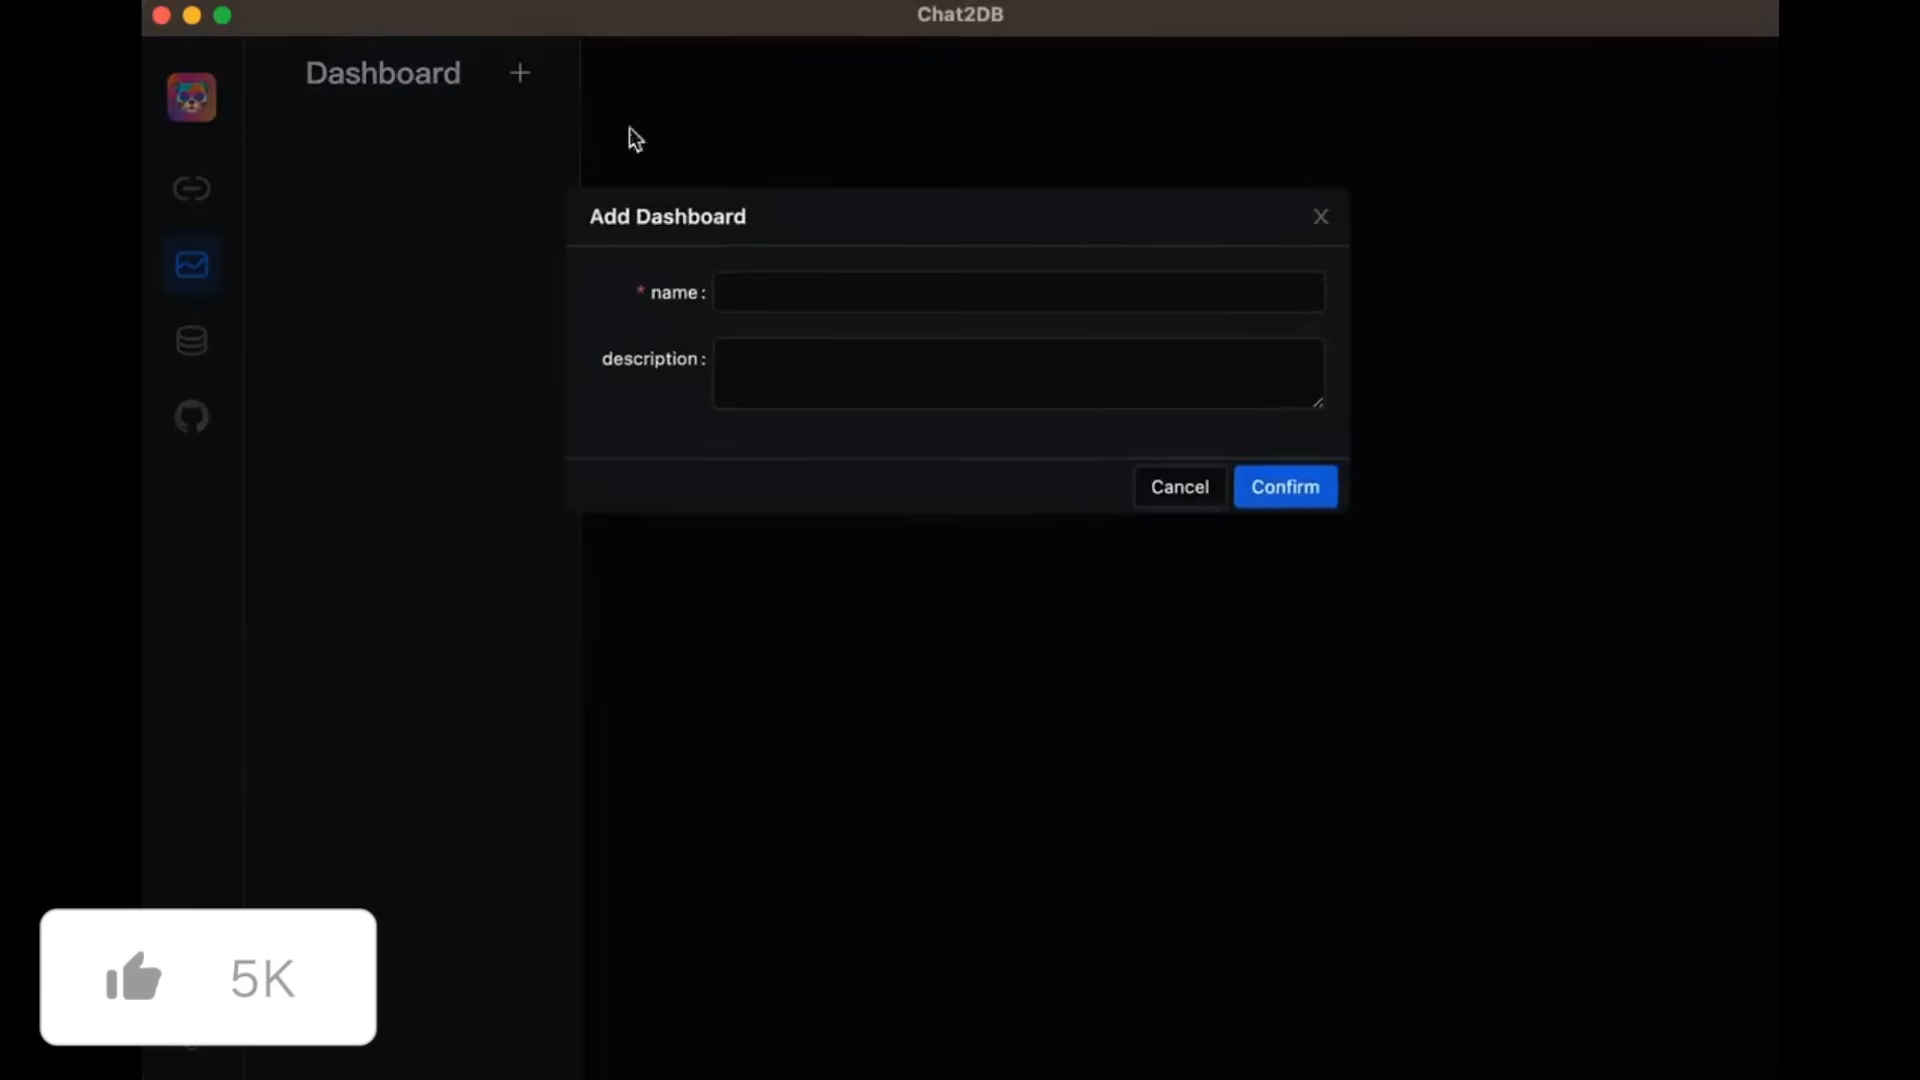 Chat2DB
Dashboard +
Add Dashboard
* name :
description :
Cancel
Confirm
5K